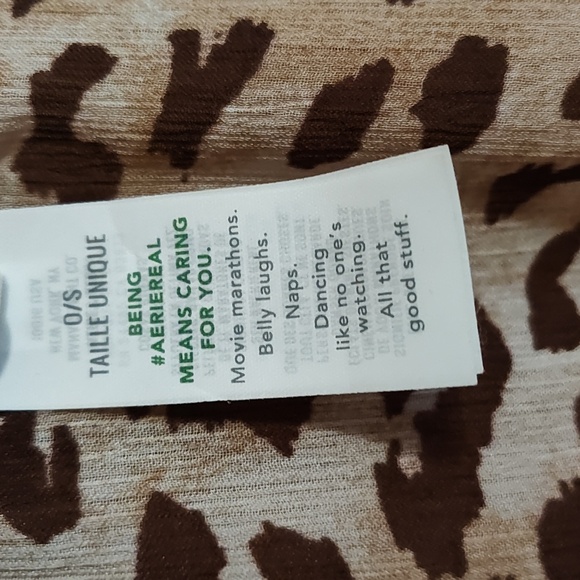 O/S
TAILLE UNIQUE
BEING
#AERIEREAL
MEANS CARING
FOR YOU.
Movie marathons.
Belly laughs.
Naps.
Dancing
like no one's
watching.
All that
good stuff.